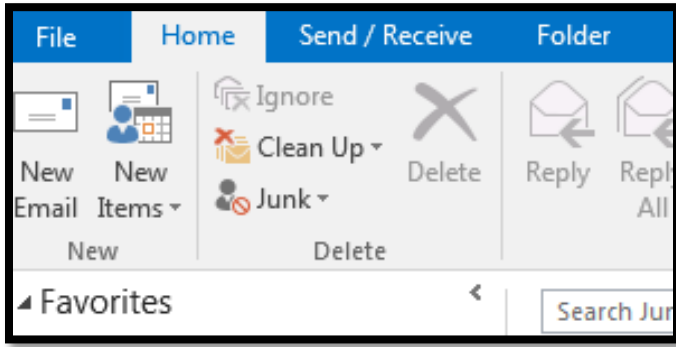 File Home Send / Receive Folder
Ignore
Clean Up
Junk
New Email
New Items
Delete
Reply
All
New
Delete
Favorites
Search